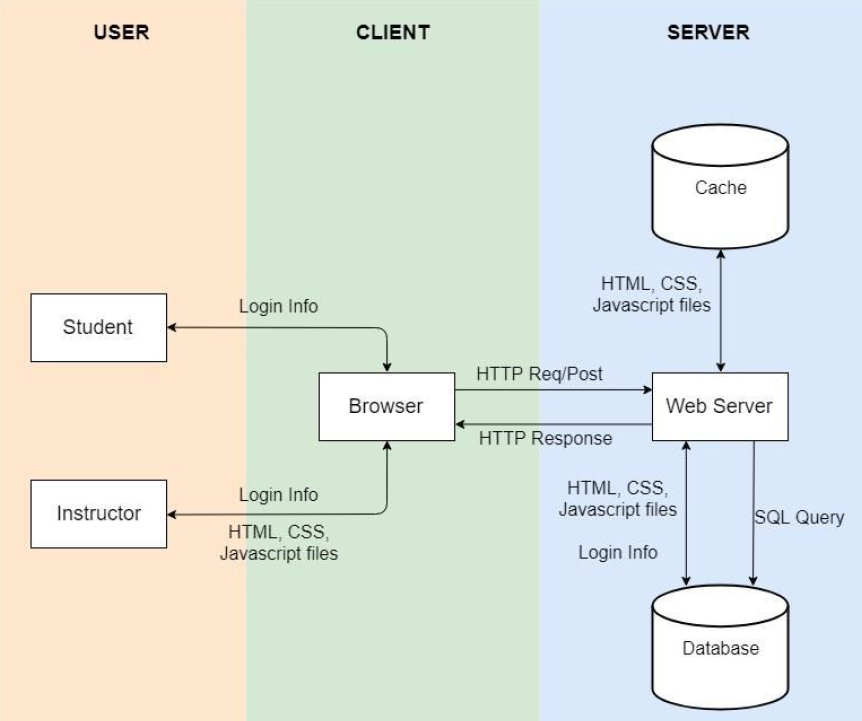 USER
CLIENT
SERVER
Cache
HTML, CSS,
Javascript files
Login Info
Student
HTTP Req/Post
Browser
Web Server
HTTP Response
Login Info
HTML, CSS,
Javascript files
Instructor
HTML, CSS,
Javascript files
SQL Query
Login Info
Database